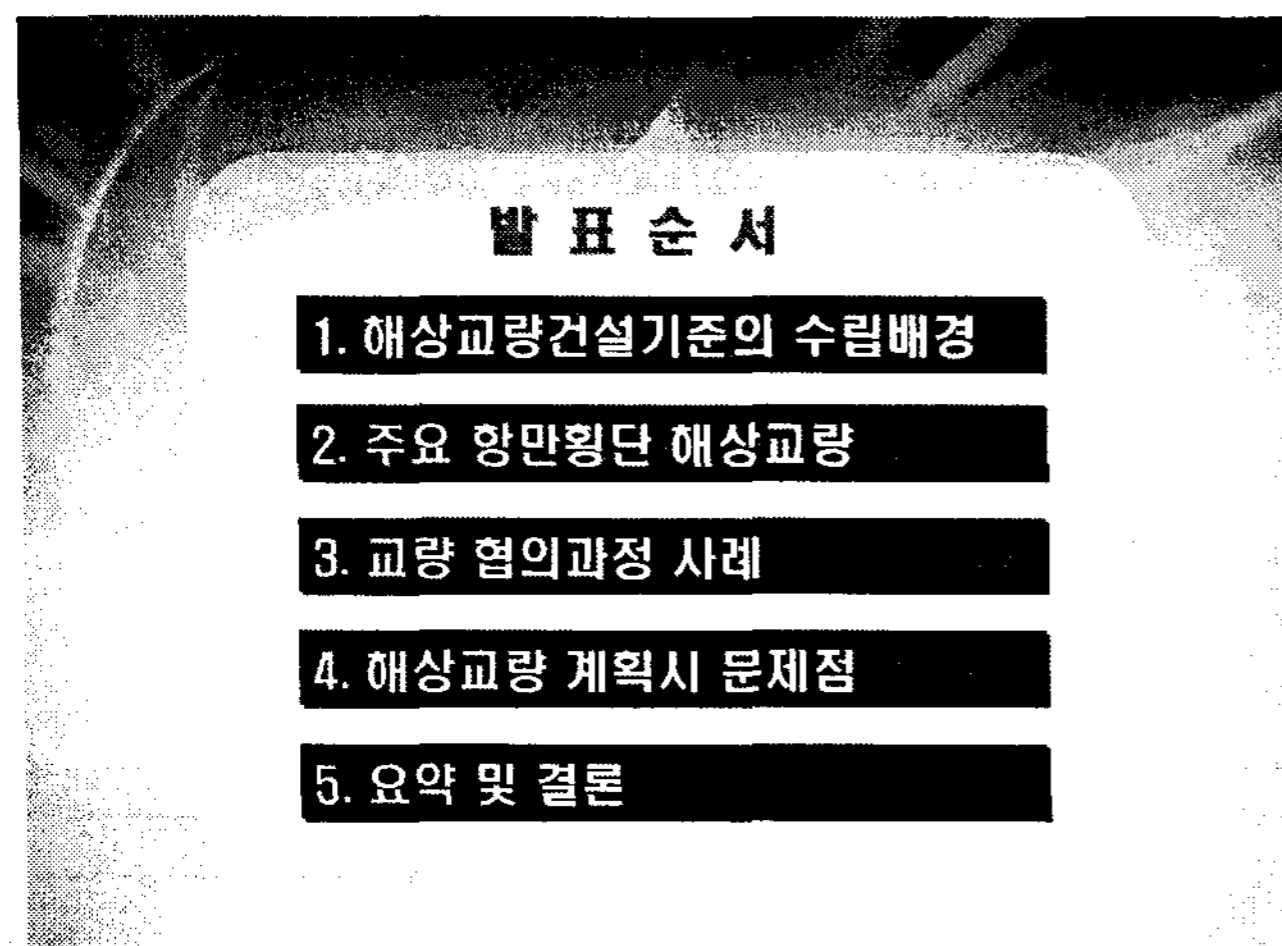 발 표 순 서
1. 해상교량건설기준의 수립배경
2. 주요 항만횡단 해상교량
3. 교량 협의과정 사례
4. 해상교량 계획시 문제점
5. 요약 및 결론